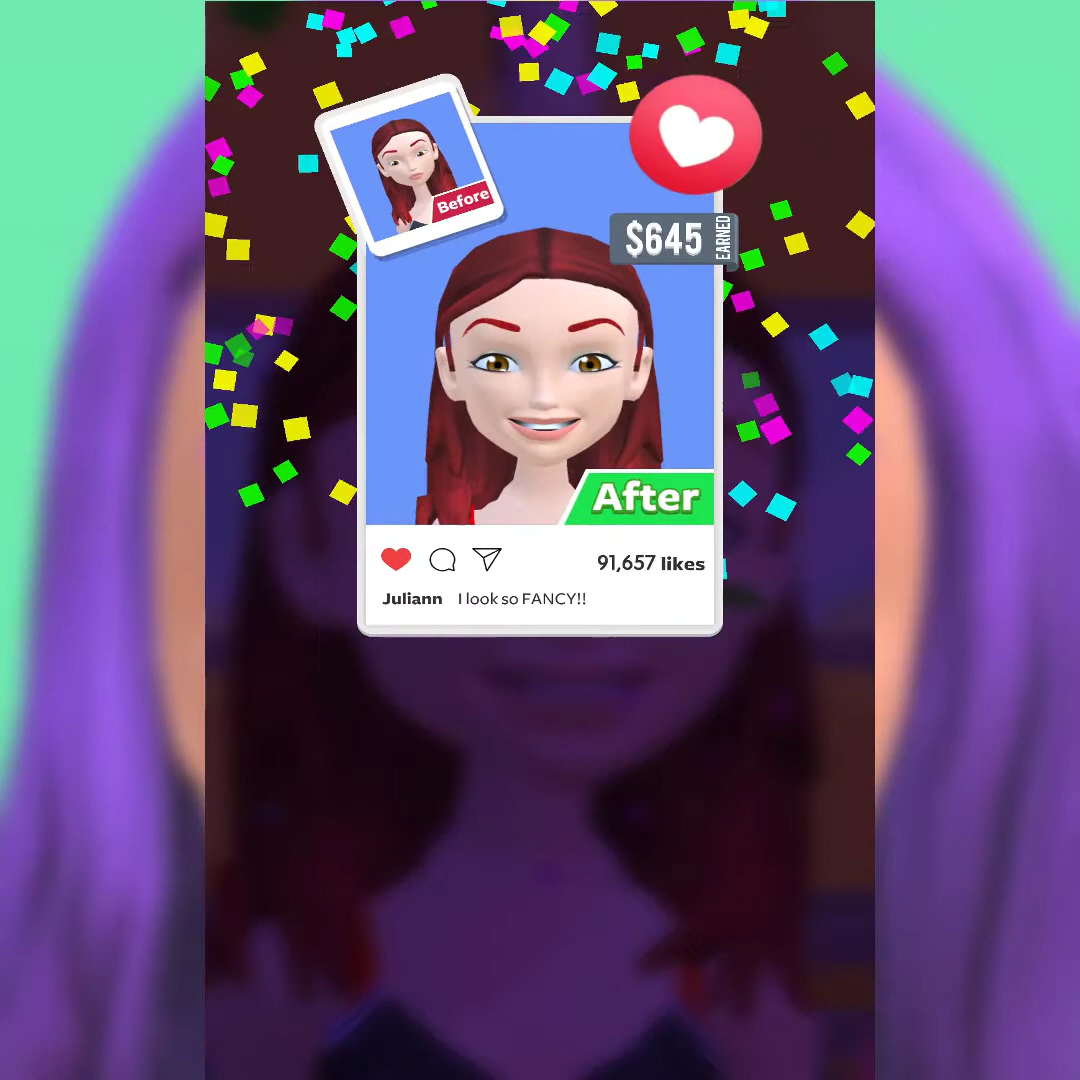 Before
$645 EARNED
After
91,657 likes
Juliann I look so FANCY!!